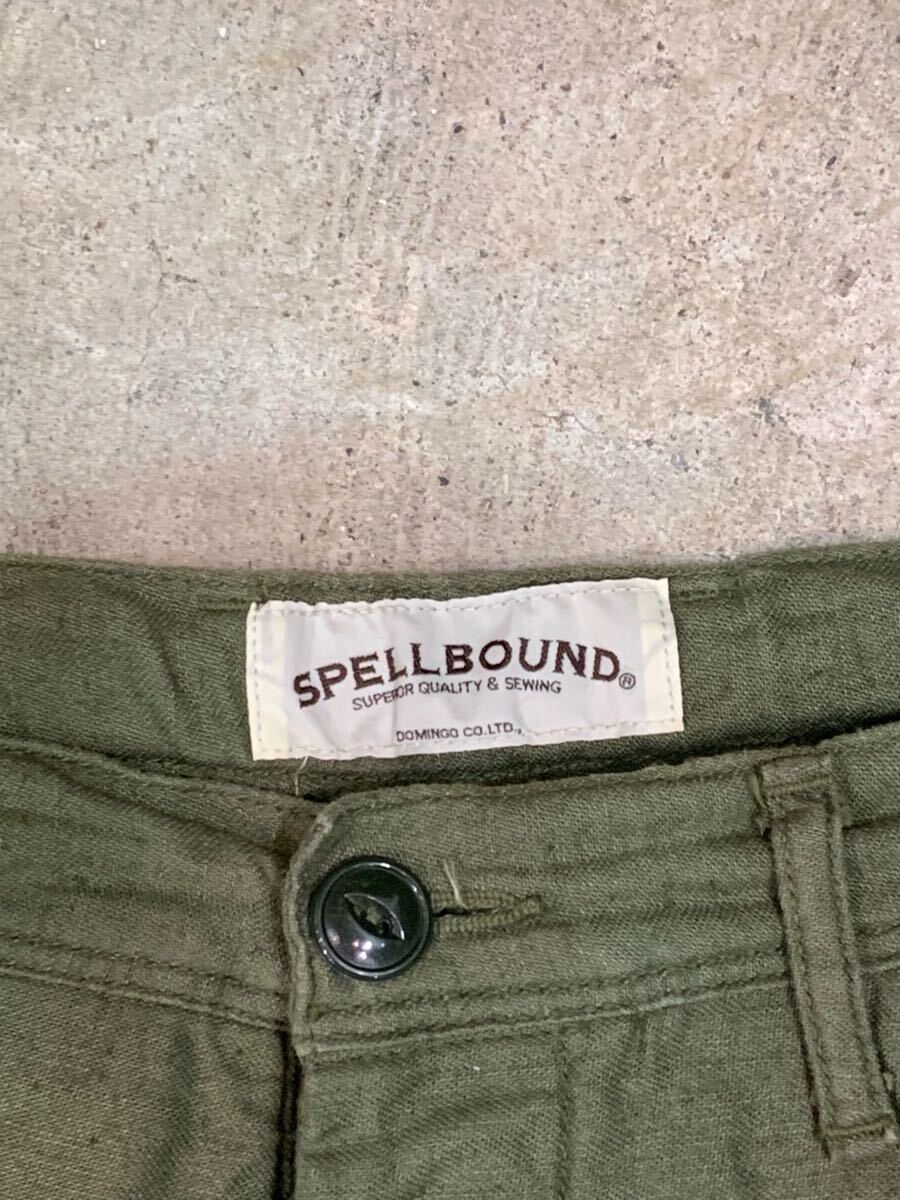 SPELLBOUND®
SUPERIOR QUALITY & SEWING
DOMINGO CO.LTD.,